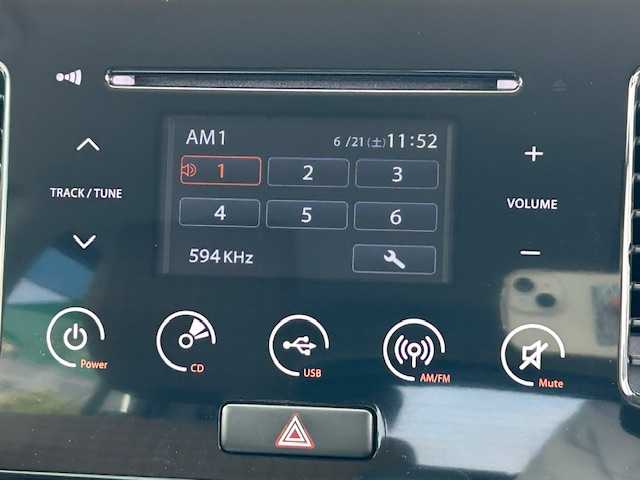 AM1
6/21(土)11:52
1 2 3
4 5 6
594 KHz
TRACK / TUNE
+
VOLUME
−
Power
CD
USB
AM/FM
Mute